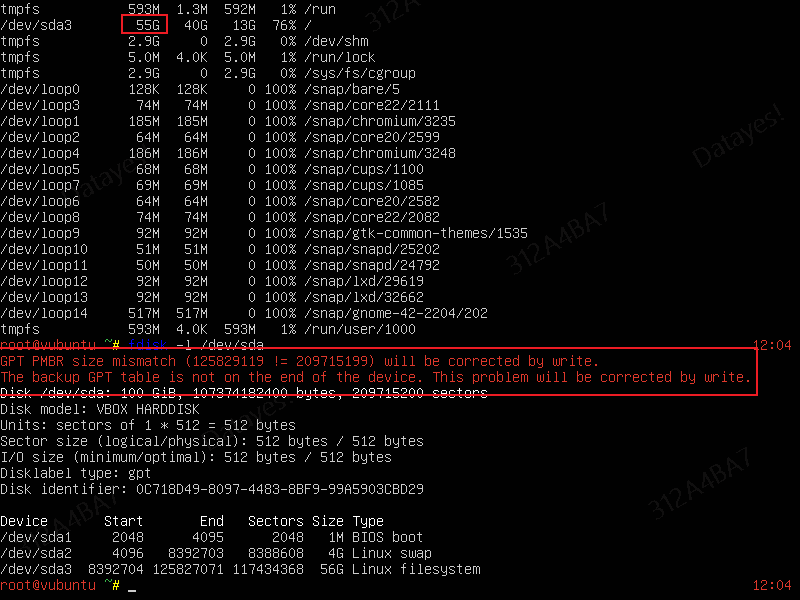 tmpfs 593M 1.3M 592M 1% /run
/dev/sda3 55G 40G 13G 76% /
tmpfs 2.9G 0 2.9G 0% /dev/shm
tmpfs 5.0M 4.0K 5.0M 1% /run/lock
tmpfs 2.9G 0 2.9G 0% /sys/fs/cgroup
/dev/loop0 128K 128K 0 100% /snap/bare/5
/dev/loop3 74M 74M 0 100% /snap/core22/2111
/dev/loop1 185M 185M 0 100% /snap/chromium/3235
/dev/loop2 64M 64M 0 100% /snap/core20/2599
/dev/loop4 186M 186M 0 100% /snap/chromium/3248
/dev/loop5 68M 68M 0 100% /snap/cups/1100
/dev/loop7 69M 69M 0 100% /snap/cups/1085
/dev/loop6 64M 64M 0 100% /snap/core20/2582
/dev/loop8 74M 74M 0 100% /snap/core22/2082
/dev/loop9 92M 92M 0 100% /snap/gtk-common-themes/1535
/dev/loop10 51M 51M 0 100% /snap/snapd/25202
/dev/loop11 50M 50M 0 100% /snap/snapd/24792
/dev/loop12 92M 92M 0 100% /snap/lxd/29619
/dev/loop13 92M 92M 0 100% /snap/lxd/32662
/dev/loop14 517M 517M 0 100% /snap/gnome-42-2204/202
tmpfs 593M 4.0K 593M 1% /run/user/1000
root@vubuntu ~# fdisk -l /dev/sda 12:04
GPT PMBR size mismatch (125829119 != 209715199) will be corrected by write.
The backup GPT table is not on the end of the device. This problem will be corrected by write.
Disk /dev/sda: 100 GiB, 107374182400 bytes, 209715200 sectors
Disk model: VBOX HARDDISK
Units: sectors of 1 * 512 = 512 bytes
Sector size (logical/physical): 512 bytes / 512 bytes
I/O size (minimum/optimal): 512 bytes / 512 bytes
Disklabel type: gpt
Disk identifier: 0C718D49-8097-4483-8BF9-99A5903CBD29
Device Start End Sectors Size Type
/dev/sda1 2048 4095 2048 1M BIOS boot
/dev/sda2 4096 8392703 8388608 4G Linux swap
/dev/sda3 8392704 125827071 117434368 56G Linux filesystem
root@vubuntu ~# _ 12:04
312A4BA7
Datayes!
Datayes!
312A4BA7
Datayes!
312A4BA7